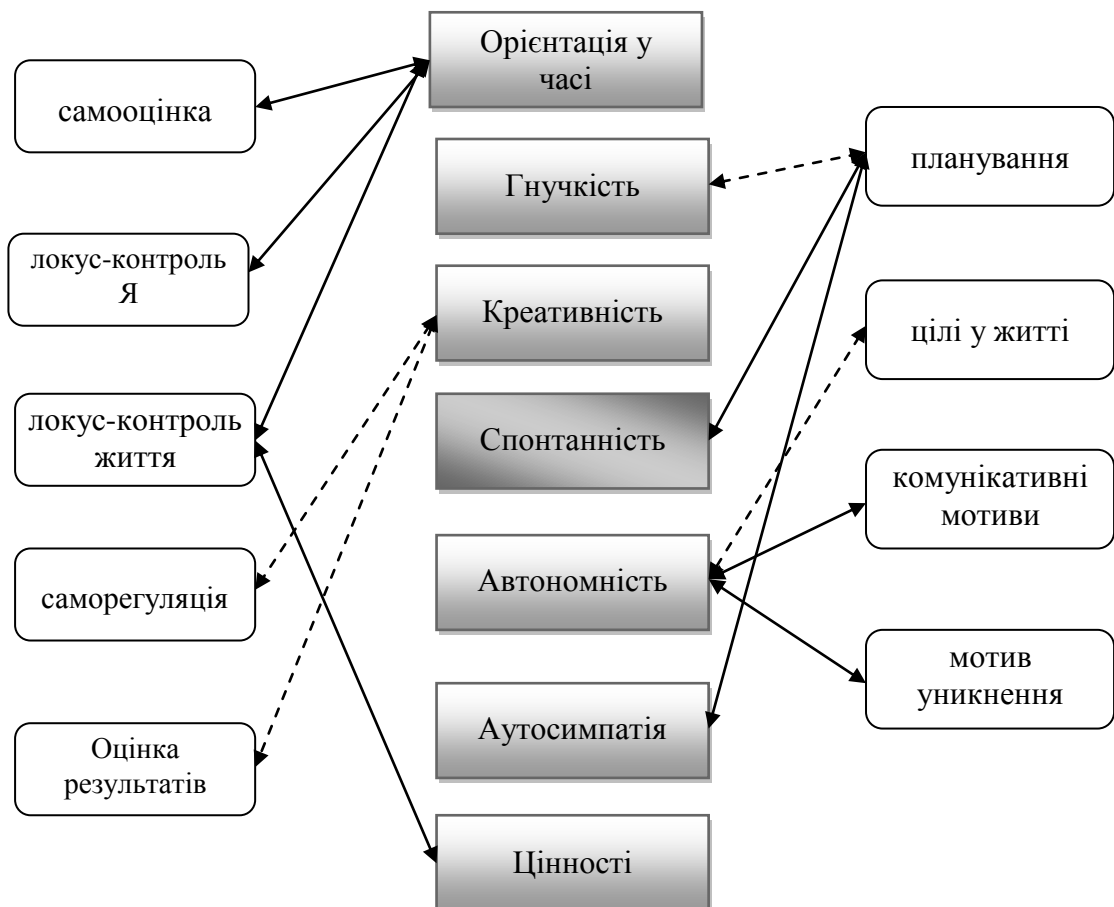 Орієнтація у
часі
самооцінка
Гнучкість
планування
локус-контроль
Я
Креативність
цілі у житті
локус-контроль
життя
Спонтанність
комунікативні
мотиви
саморегуляція
Автономність
мотив
уникнення
Аутосимпатія
Оцінка
результатів
Цінності